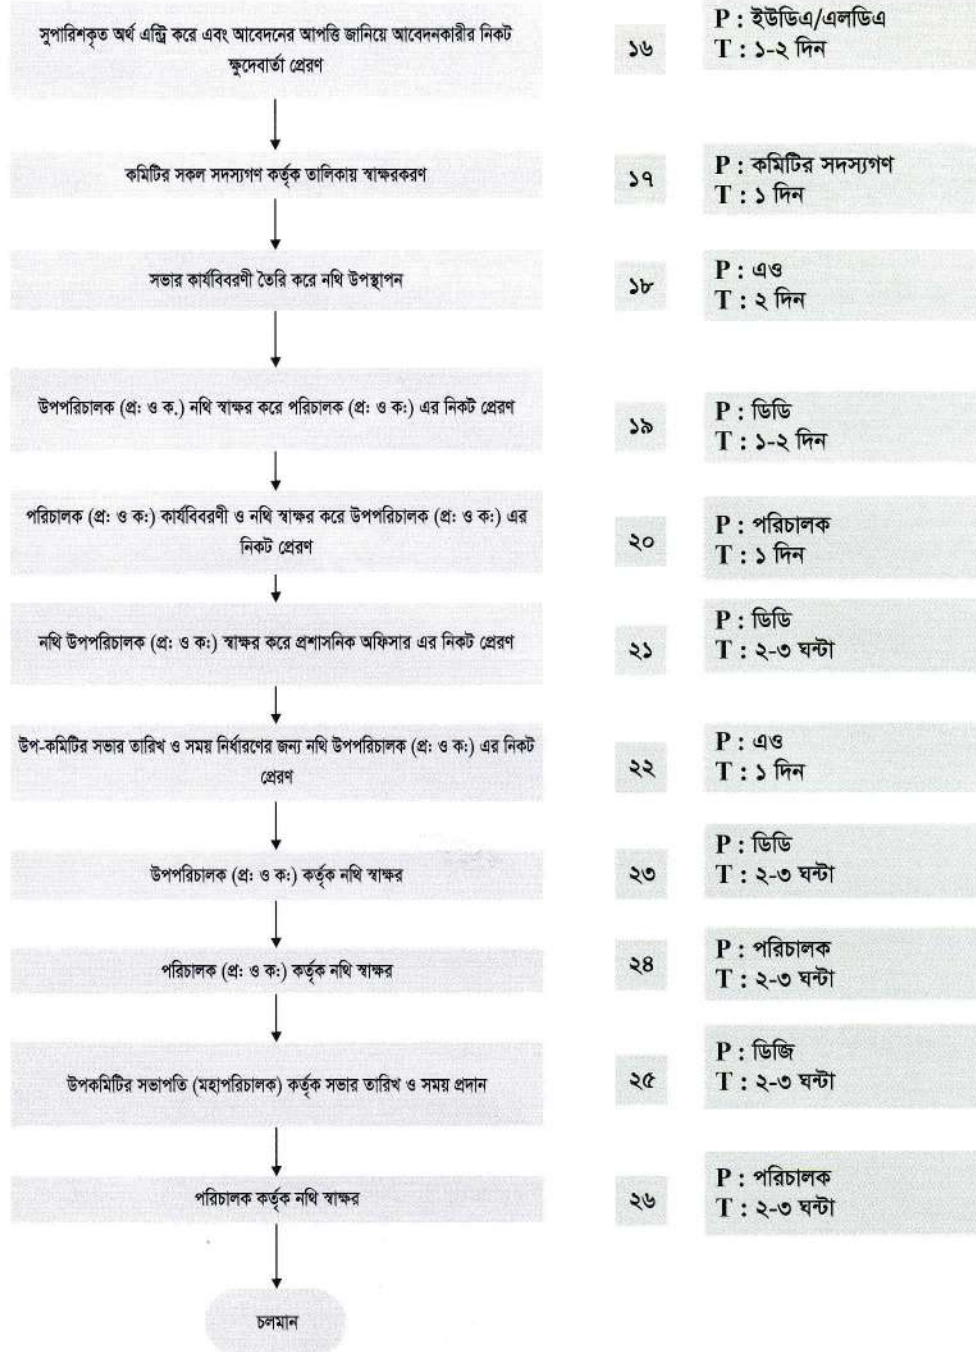 সুপারিশকৃত অর্থ এন্ট্রি করে এবং আবেদনের আপত্তি জানিয়ে আবেদনকারীর নিকট
ক্ষুদেবার্তা প্রেরণ
১৬
P : ইউডিএ/এলডিএ
T : ১-২ দিন
কমিটির সকল সদস্যগণ কর্তৃক তালিকায় স্বাক্ষরকরণ
১৭
P : কমিটির সদস্যগণ
T : ১ দিন
সভার কার্যবিবরণী তৈরি করে নথি উপস্থাপন
১৮
P : এও
T : ২ দিন
উপপরিচালক (প্র: ও ক.) নথি স্বাক্ষর করে পরিচালক (প্র: ও ক:) এর নিকট প্রেরণ
১৯
P : ডিডি
T : ১-২ দিন
পরিচালক (প্র: ও ক:) কার্যবিবরণী ও নথি স্বাক্ষর করে উপপরিচালক (প্র: ও ক:) এর
নিকট প্রেরণ
২০
P : পরিচালক
T : ১ দিন
নথি উপপরিচালক (প্র: ও ক:) স্বাক্ষর করে প্রশাসনিক অফিসার এর নিকট প্রেরণ
২১
P : ডিডি
T : ২-৩ ঘন্টা
উপ-কমিটির সভার তারিখ ও সময় নির্ধারণের জন্য নথি উপপরিচালক (প্র: ও ক:) এর নিকট
প্রেরণ
২২
P : এও
T : ১ দিন
উপপরিচালক (প্র: ও ক:) কর্তৃক নথি স্বাক্ষর
২৩
P : ডিডি
T : ২-৩ ঘন্টা
পরিচালক (প্র: ও ক:) কর্তৃক নথি স্বাক্ষর
২৪
P : পরিচালক
T : ২-৩ ঘন্টা
উপকমিটির সভাপতি (মহাপরিচালক) কর্তৃক সভার তারিখ ও সময় প্রদান
২৫
P : ডিজি
T : ২-৩ ঘন্টা
পরিচালক কর্তৃক নথি স্বাক্ষর
২৬
P : পরিচালক
T : ২-৩ ঘন্টা
চলমান